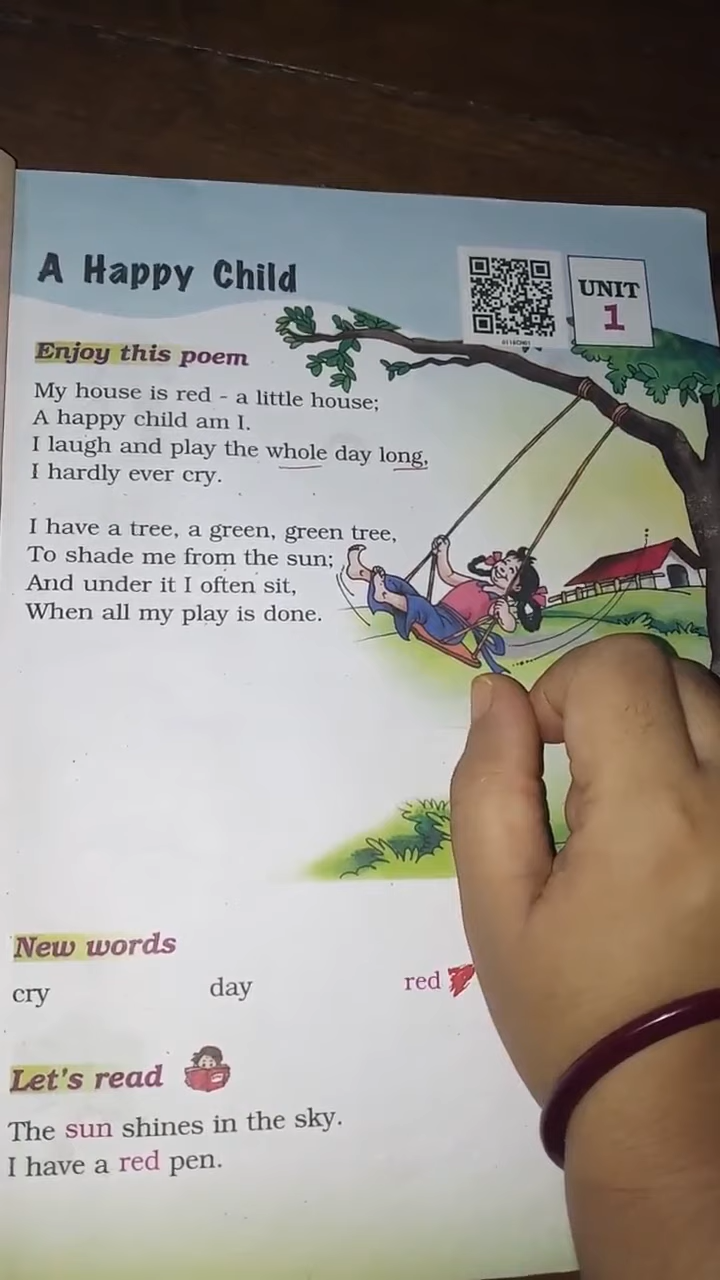 A Happy Child
UNIT
1
Enjoy this poem
My house is red - a little house;
A happy child am I.
I laugh and play the whole day long,
I hardly ever cry.
I have a tree, a green, green tree,
To shade me from the sun;
And under it I often sit,
When all my play is done.
New words
cry day red
Let's read
The sun shines in the sky.
I have a red pen.